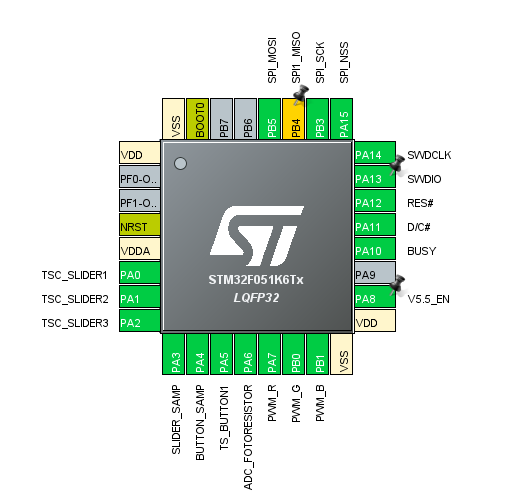 SPI_MOSI
SPI1_MISO
SPI_SCK
SPI_NSS
VSS
BOOT0
PB7
PB6
PB5
PB4
PB3
PA15
VDD
PF0-O..
PF1-O..
NRST
VDDA
TSC_SLIDER1 PA0
TSC_SLIDER2 PA1
TSC_SLIDER3 PA2
STM32F051K6Tx
LQFP32
PA14 SWDCLK
PA13 SWDIO
PA12 RES#
PA11 D/C#
PA10 BUSY
PA9
PA8 V5.5_EN
VDD
PA3
PA4
PA5
PA6
PA7
PB0
PB1
VSS
SLIDER_SAMP
BUTTON_SAMP
TS_BUTTON1
ADC_FOTORESISTOR
PWM_R
PWM_G
PWM_B